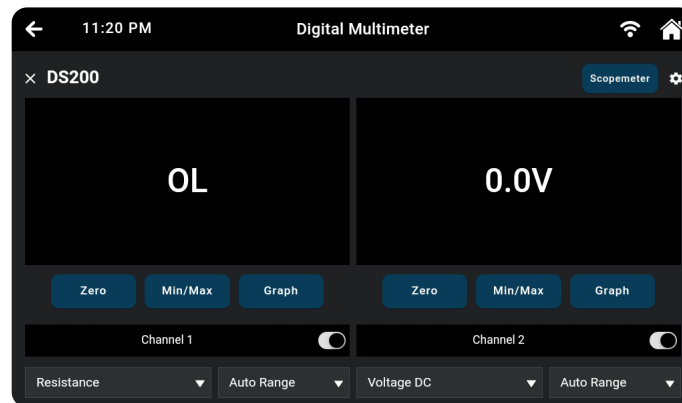 11:20 PM Digital Multimeter
× DS200 Scopemeter
OL 0.0V
Zero Min/Max Graph Zero Min/Max Graph
Channel 1 Channel 2
Resistance Auto Range Voltage DC Auto Range